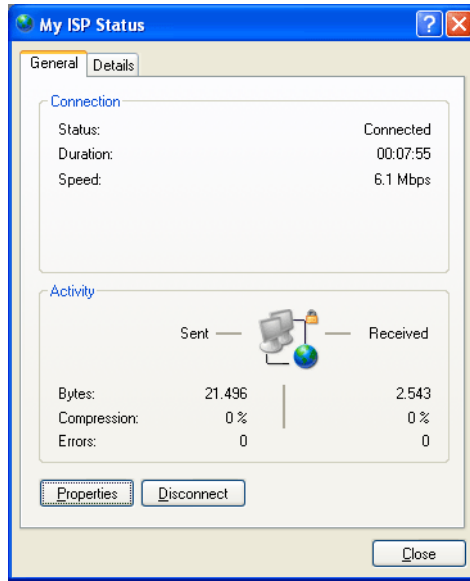 My ISP Status
General Details
Connection
Status: Connected
Duration: 00:07:55
Speed: 6.1 Mbps
Activity
Sent Received
Bytes: 21.496 2.543
Compression: 0 % 0 %
Errors: 0 0
Properties Disconnect
Close